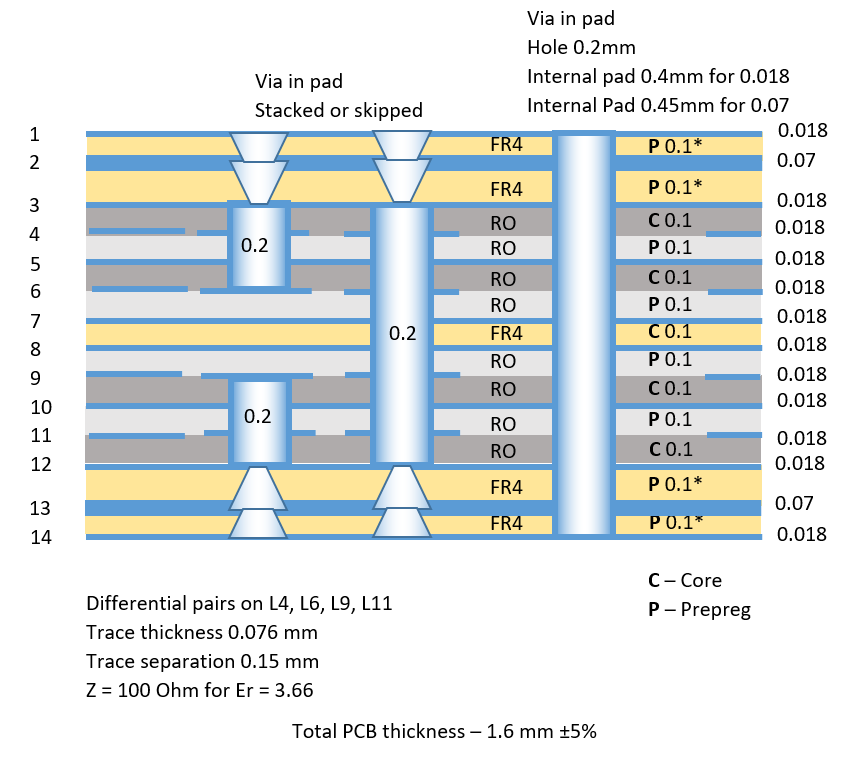 Via in pad
Hole 0.2mm
Internal pad 0.4mm for 0.018
Internal Pad 0.45mm for 0.07
Via in pad
Stacked or skipped
1 0.018
FR4 P 0.1*
2 0.07
FR4 P 0.1*
3 0.018
RO C 0.1
4 0.018
0.2 RO P 0.1
5 0.018
RO C 0.1
6 0.018
RO P 0.1
7 0.018
0.2 FR4 C 0.1
8 0.018
RO P 0.1
9 0.018
RO C 0.1
10 0.018
0.2 RO P 0.1
11 0.018
RO C 0.1
12 0.018
FR4 P 0.1*
13 0.07
FR4 P 0.1*
14 0.018
C – Core
P – Prepreg
Differential pairs on L4, L6, L9, L11
Trace thickness 0.076 mm
Trace separation 0.15 mm
Z = 100 Ohm for Er = 3.66
Total PCB thickness – 1.6 mm ±5%